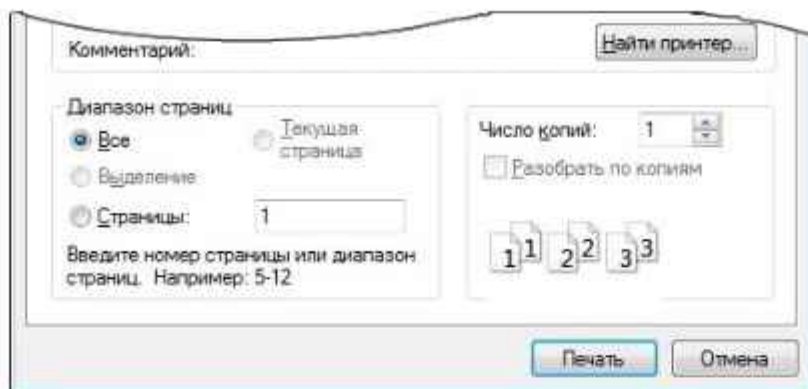 Комментарий:
Найти принтер...
Диапазон страниц
Все
Текущая
страница
Выделение
Страницы:
1
Введите номер страницы или диапазон
страниц. Например: 5-12
Число копий:
1
Разобрать по копиям
1 1 2 2 3 3
Печать
Отмена